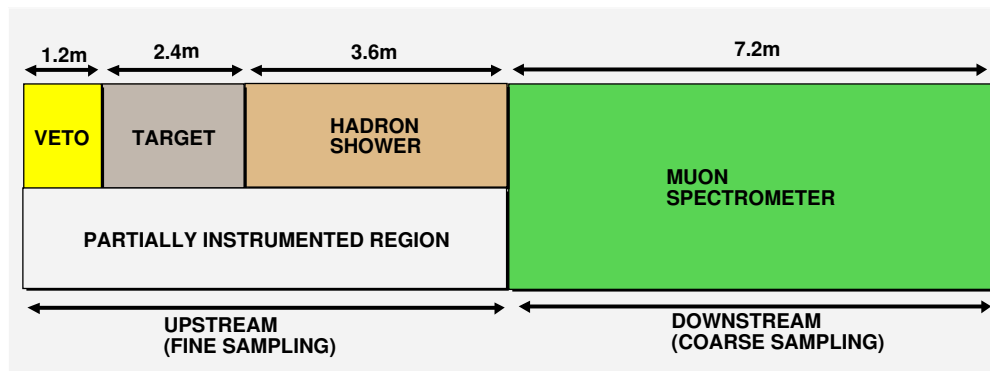 1.2m 2.4m 3.6m 7.2m
VETO TARGET HADRON
SHOWER
MUON
SPECTROMETER
PARTIALLY INSTRUMENTED REGION
UPSTREAM
(FINE SAMPLING)
DOWNSTREAM
(COARSE SAMPLING)